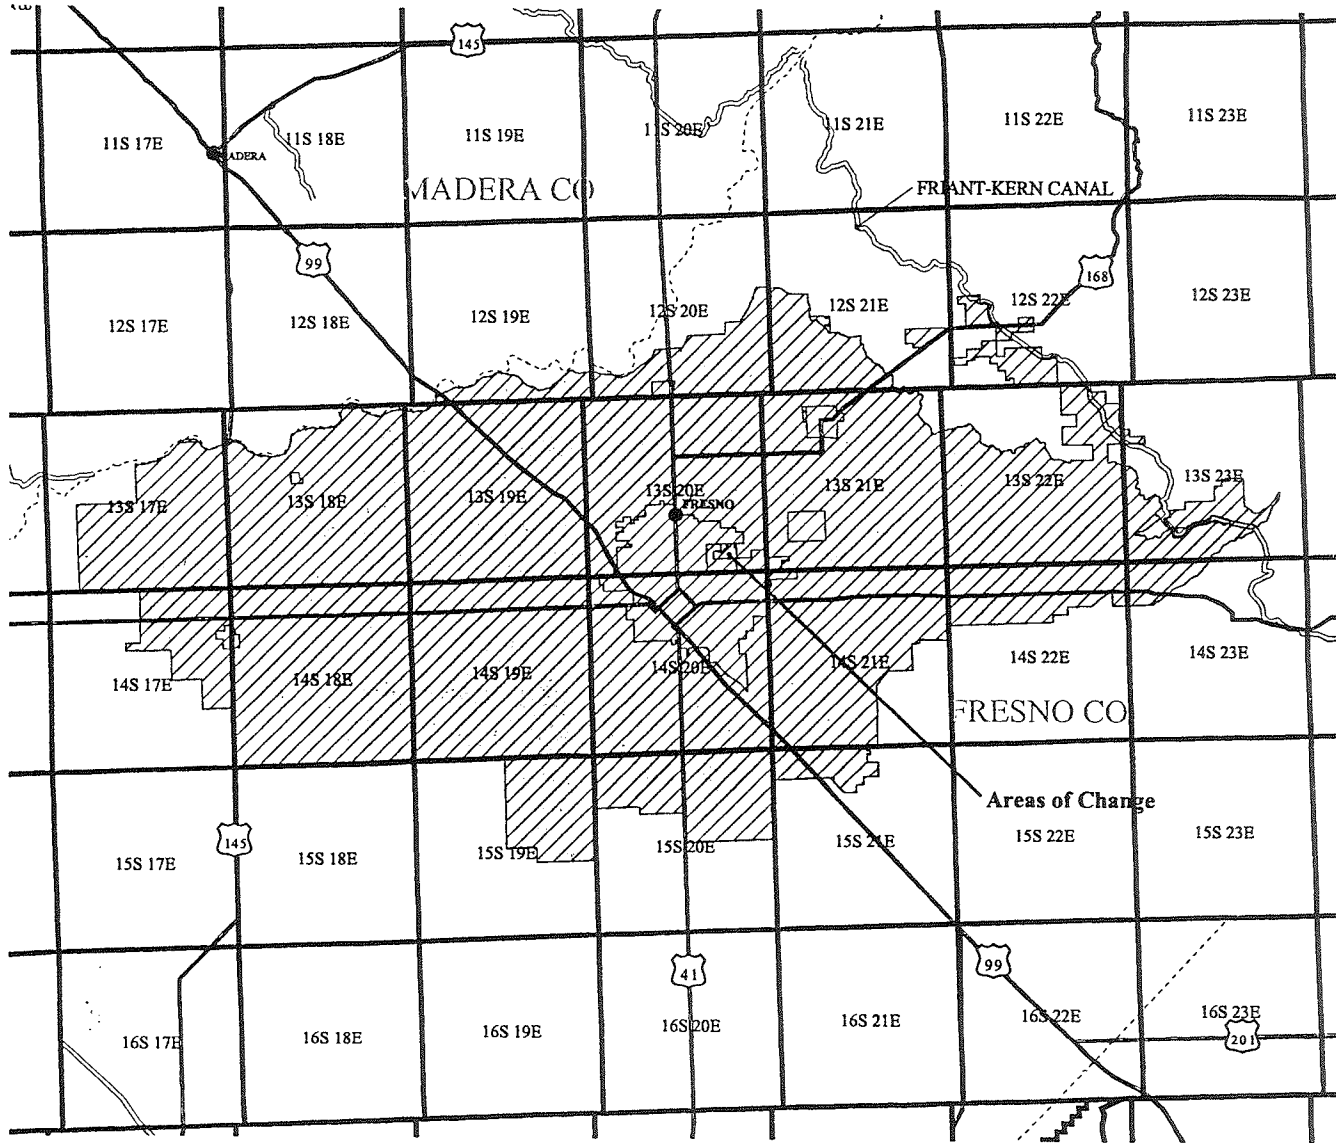 145
11S 17E
11S 18E
11S 19E
11S 20E
11S 21E
11S 22E
11S 23E
MADERA CO
FRIANT-KERN CANAL
99
168
12S 17E
12S 18E
12S 19E
12S 20E
12S 21E
12S 22E
12S 23E
13S 17E
13S 18E
13S 19E
13S 20E
13S 21E
13S 22E
13S 23E
FRESNO
14S 17E
14S 18E
14S 19E
14S 20E
14S 21E
14S 22E
14S 23E
FRESNO CO
Areas of Change
145
15S 17E
15S 18E
15S 19E
15S 20E
15S 21E
15S 22E
15S 23E
41
99
16S 17E
16S 18E
16S 19E
16S 20E
16S 21E
16S 22E
16S 23E
201